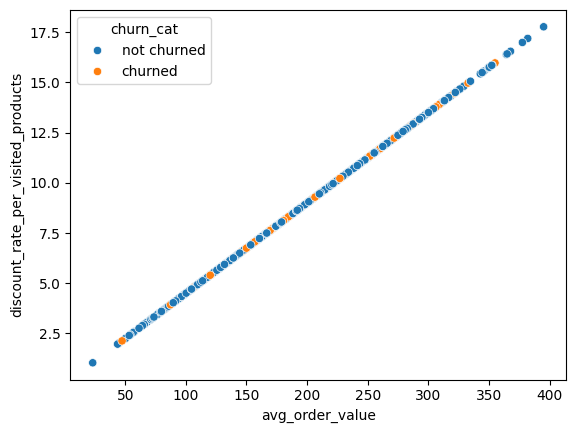 churn_cat
not churned
churned
17.5
15.0
12.5
10.0
7.5
5.0
2.5
discount_rate_per_visited_products
50 100 150 200 250 300 350 400
avg_order_value